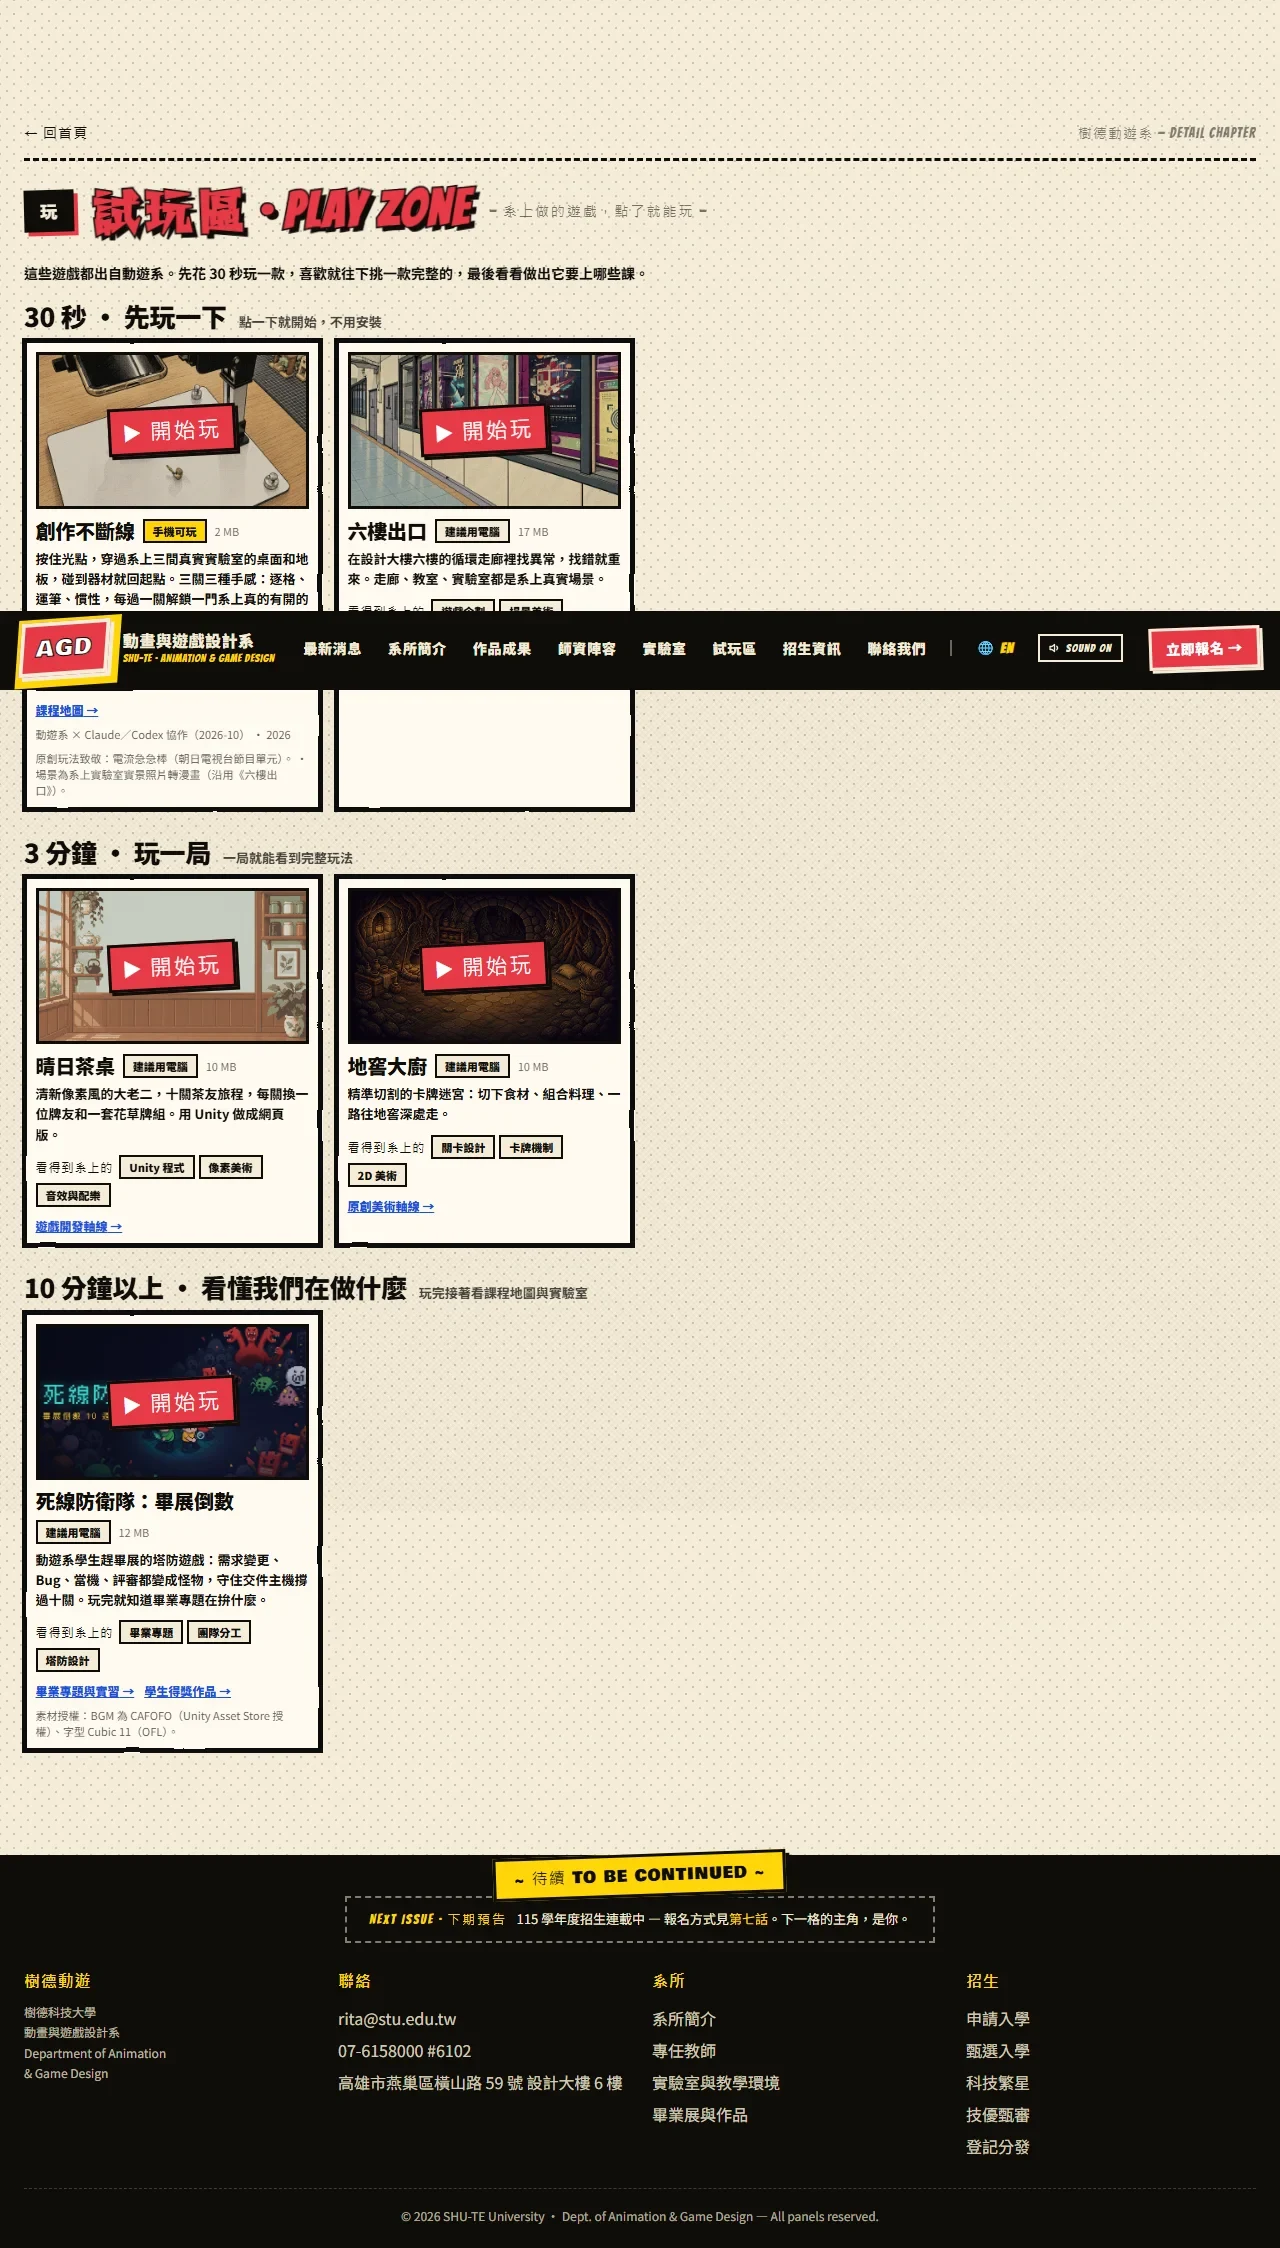 ← 回首頁
樹德動遊系 – DETAIL CHAPTER
玩
試玩區・PLAY ZONE
– 系上做的遊戲，點了就能玩 –
這些遊戲都出自動遊系。先花 30 秒玩一款，喜歡就往下挑一款完整的，最後看看做出它要上哪些課。
30 秒 · 先玩一下 點一下就開始，不用安裝
▶ 開始玩
創作不斷線 手機可玩 2 MB
按住光點，穿過系上三間真實實驗室的桌面和地
板，碰到器材就回起點。三關三種手感：逐格、
運筆、慣性，每過一關解鎖一門系上真的有開的
▶ 開始玩
六樓出口 建議用電腦 17 MB
在設計大樓六樓的循環走廊裡找異常，找錯就重
來。走廊、教室、實驗室都是系上真實場景。
看得到系上的 遊戲企劃 場景美術
AGD
動畫與遊戲設計系
SHU-TE · ANIMATION & GAME DESIGN
最新消息 系所簡介 作品成果 師資陣容 實驗室 試玩區 招生資訊 聯絡我們 | EN SOUND ON 立即報名 →
課程地圖 →
動遊系 × Claude／Codex 協作（2026-10） · 2026
原創玩法致敬：電流急急棒（朝日電視台節目單元）。 ·
場景為系上實驗室實景照片轉漫畫（沿用《六樓出
口》）。
3 分鐘 · 玩一局 一局就能看到完整玩法
▶ 開始玩
晴日茶桌 建議用電腦 10 MB
清新像素風的大老二，十關茶友旅程，每關換一
位牌友和一套花草牌組。用 Unity 做成網頁
版。
看得到系上的 Unity 程式 像素美術
音效與配樂
遊戲開發軸線 →
▶ 開始玩
地窖大廚 建議用電腦 10 MB
精準切割的卡牌迷宮：切下食材、組合料理、一
路往地窖深處走。
看得到系上的 關卡設計 卡牌機制
2D 美術
原創美術軸線 →
10 分鐘以上 · 看懂我們在做什麼 玩完接著看課程地圖與實驗室
死線防
畢展倒數 10 週
▶ 開始玩
死線防衛隊：畢展倒數
建議用電腦 12 MB
動遊系學生趕畢展的塔防遊戲：需求變更、
Bug、當機、評審都變成怪物，守住交件主機撐
過十關。玩完就知道畢業專題在拚什麼。
看得到系上的 畢業專題 團隊分工
塔防設計
畢業專題與實習 → 學生得獎作品 →
素材授權：BGM 為 CAFOFO（Unity Asset Store 授
權）、字型 Cubic 11（OFL）。
~ 待續 TO BE CONTINUED ~
NEXT ISSUE · 下期預告 115 學年度招生連載中 — 報名方式見第七話。下一格的主角，是你。
樹德動遊
樹德科技大學
動畫與遊戲設計系
Department of Animation
& Game Design
聯絡
rita@stu.edu.tw
07-6158000 #6102
高雄市燕巢區橫山路 59 號 設計大樓 6 樓
系所
系所簡介
專任教師
實驗室與教學環境
畢業展與作品
招生
申請入學
甄選入學
科技繁星
技優甄審
登記分發
© 2026 SHU-TE University · Dept. of Animation & Game Design — All panels reserved.